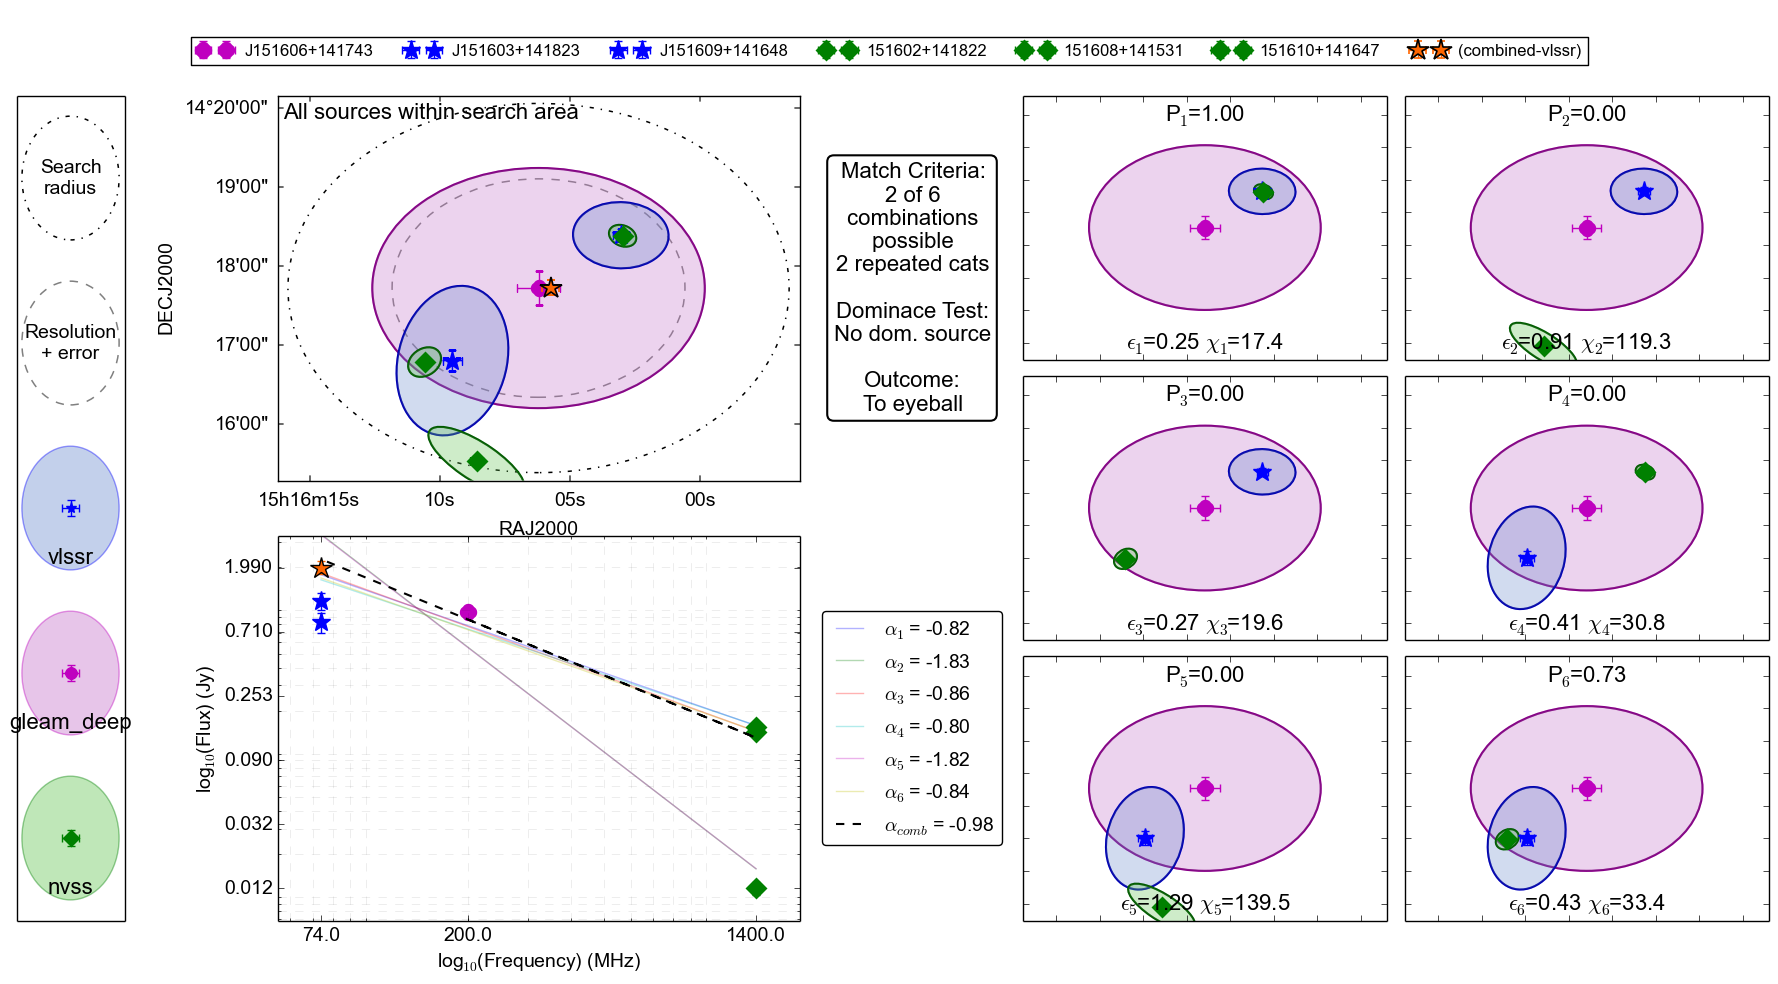 J151606+141743 J151603+141823 J151609+141648 151602+141822 151608+141531 151610+141647 (combined-vlssr)
Search
radius
Resolution
+ error
vlssr
gleam_deep
nvss
All sources within search area
14°20'00"
19'00"
18'00"
17'00"
16'00"
DECJ2000
15h16m15s 10s 05s 00s
RAJ2000
Match Criteria:
2 of 6
combinations
possible
2 repeated cats
Dominace Test:
No dom. source
Outcome:
To eyeball
1.990
0.710
0.253
0.090
0.032
0.012
log10(Flux) (Jy)
74.0 200.0 1400.0
log10(Frequency) (MHz)
α1 = -0.82
α2 = -1.83
α3 = -0.86
α4 = -0.80
α5 = -1.82
α6 = -0.84
αcomb = -0.98
P1=1.00
ϵ1=0.25 χ1=17.4
P2=0.00
ϵ2=0.91 χ2=119.3
P3=0.00
ϵ3=0.27 χ3=19.6
P4=0.00
ϵ4=0.41 χ4=30.8
P5=0.00
ϵ5=1.29 χ5=139.5
P6=0.73
ϵ6=0.43 χ6=33.4